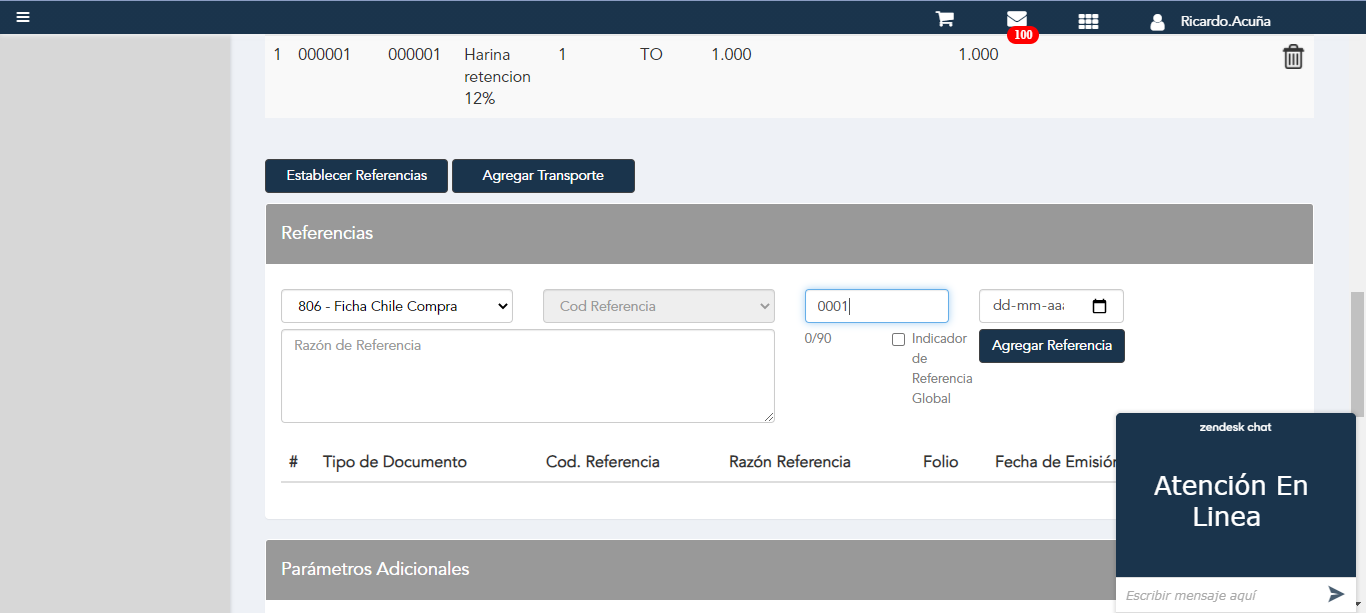 Ricardo.Acuña
100
1 000001 000001 Harina 1 TO 1.000 1.000
retencion
12%
Establecer Referencias Agregar Transporte
Referencias
806 - Ficha Chile Compra Cod Referencia 0001 dd-mm-aaa
Razón de Referencia 0/90 Indicador Agregar Referencia
de
Referencia
Global
# Tipo de Documento Cod. Referencia Razón Referencia Folio Fecha de Emisión
Parámetros Adicionales
zendesk chat
Atención En
Linea
Escribir mensaje aquí